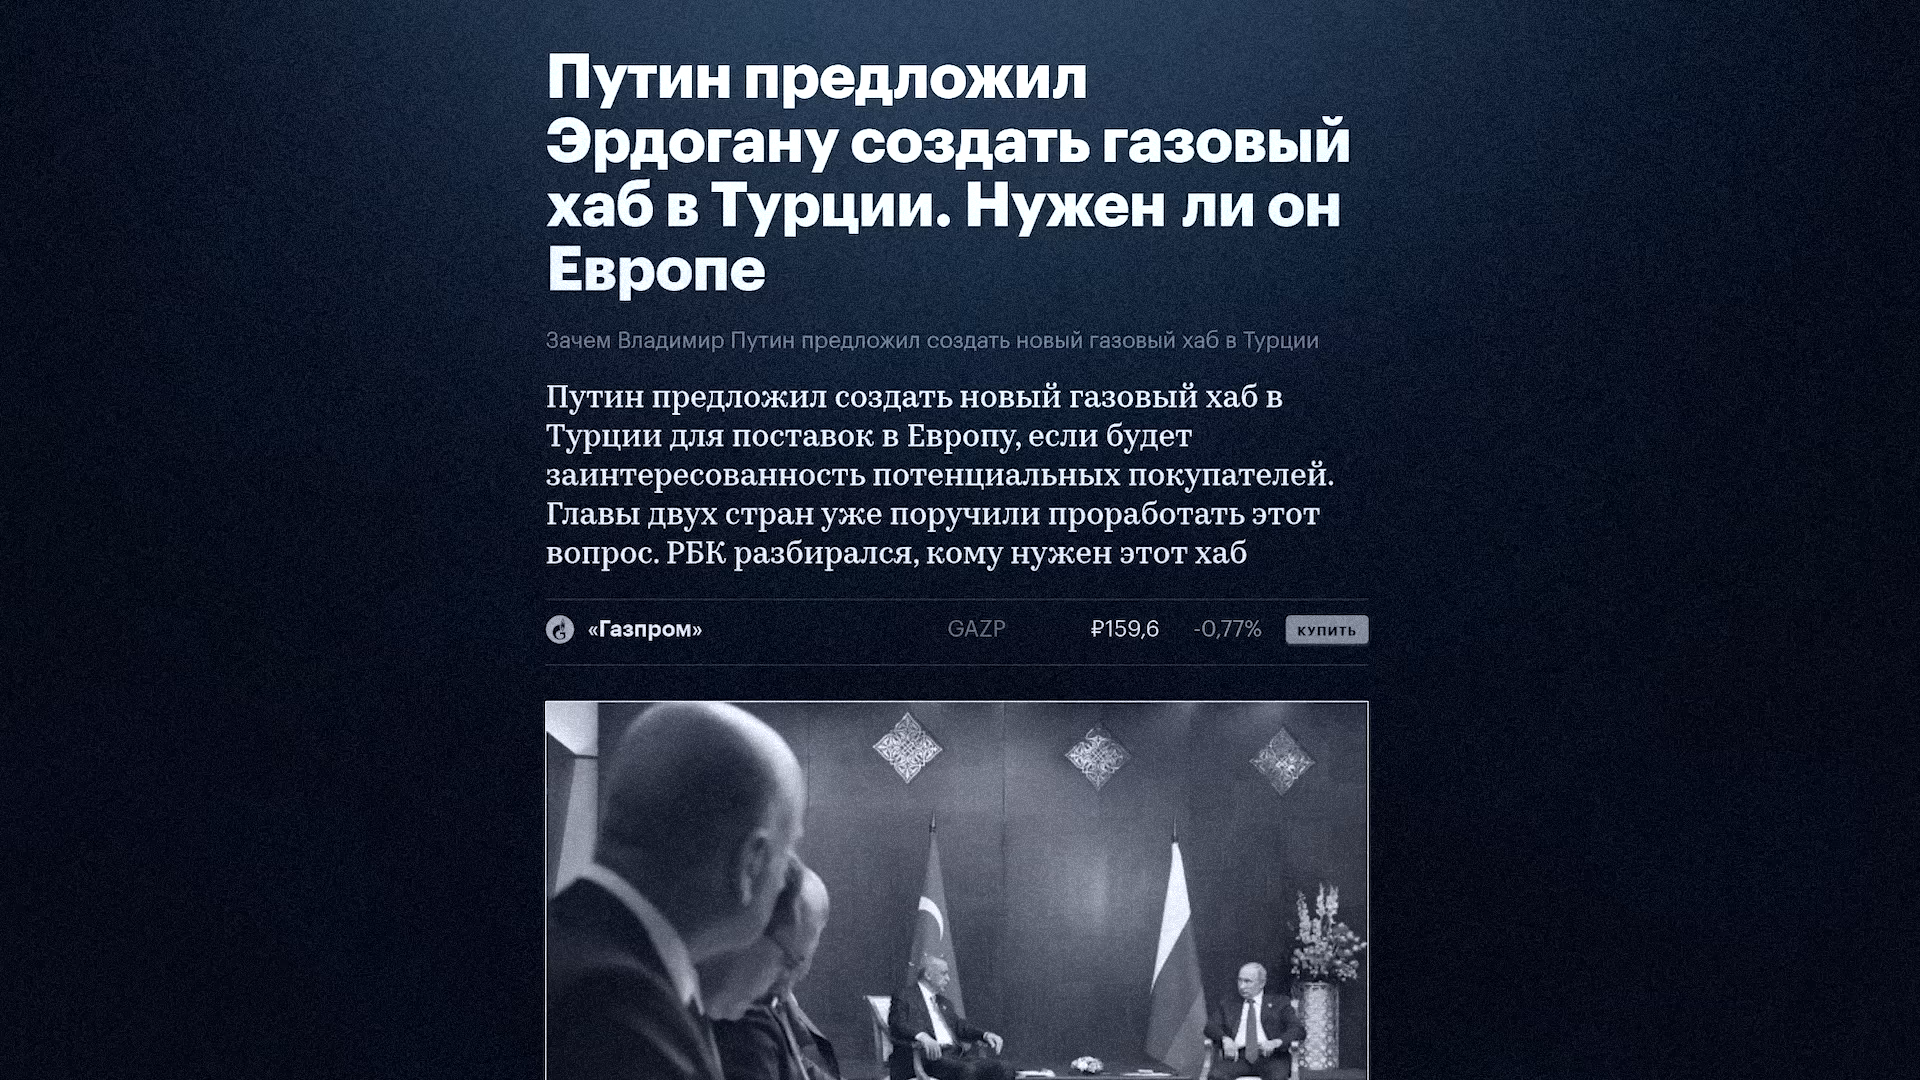 Путин предложил
Эрдогану создать газовый
хаб в Турции. Нужен ли он
Европе
Зачем Владимир Путин предложил создать новый газовый хаб в Турции
Путин предложил создать новый газовый хаб в
Турции для поставок в Европу, если будет
заинтересованность потенциальных покупателей.
Главы двух стран уже поручили проработать этот
вопрос. РБК разбирался, кому нужен этот хаб
«Газпром» GAZP ₽159,6 -0,77% КУПИТЬ